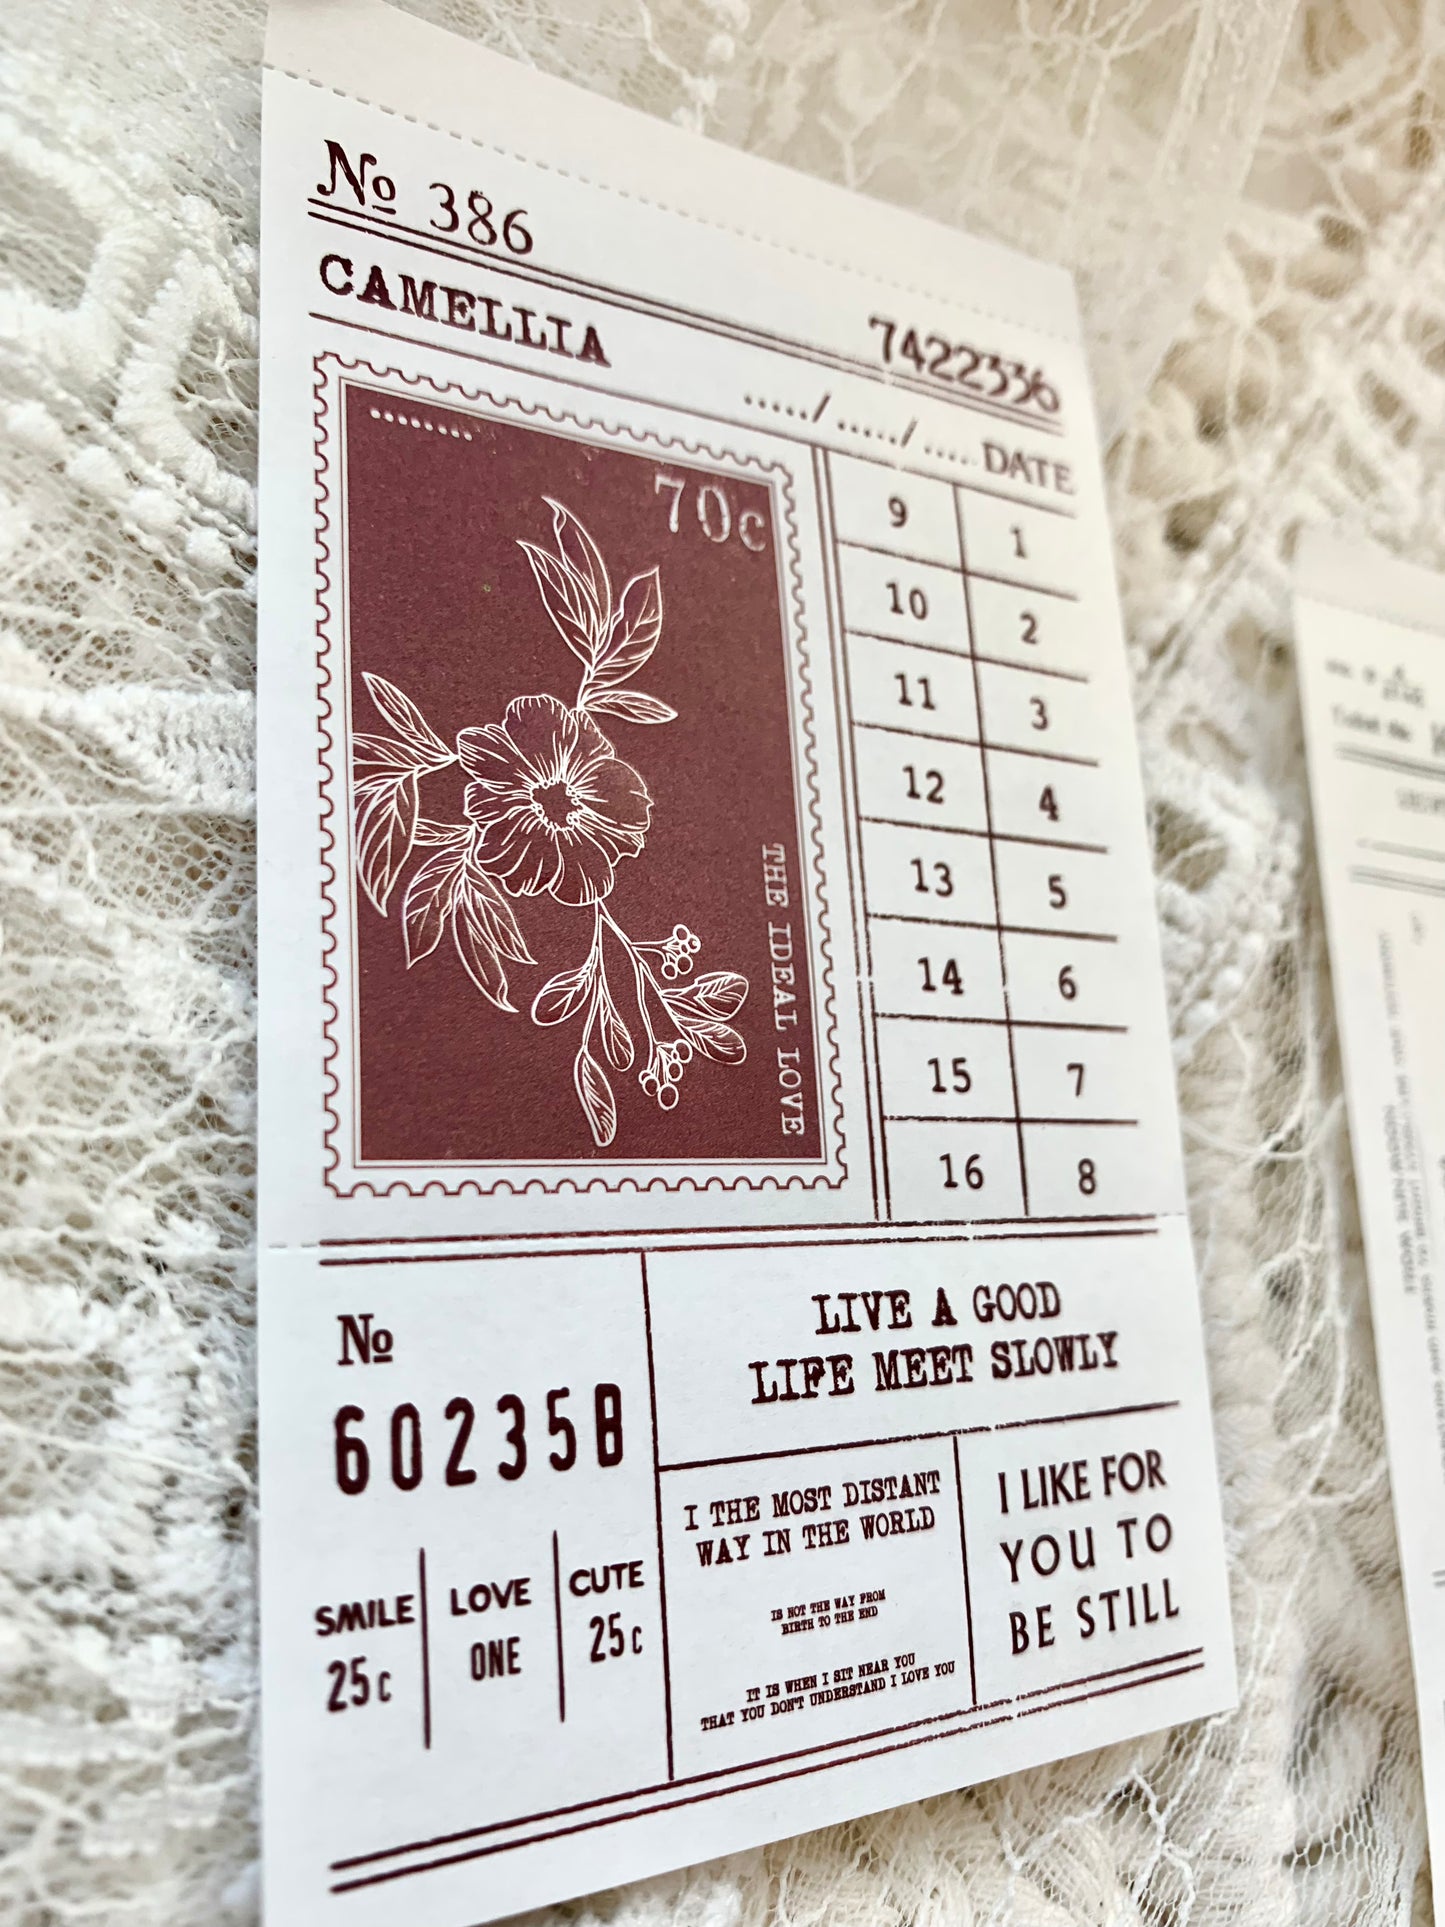 № 386
7422336
CAMELLIA
...../ ...../ ..... DATE
70c
THE IDEAL LOVE
9 1
10 2
11 3
12 4
13 5
14 6
15 7
16 8
№
602358
SMILE
25c
LOVE
ONE
CUTE
25c
LIVE A GOOD
LIFE MEET SLOWLY
I THE MOST DISTANT
WAY IN THE WORLD
IS NOT THE WAY FROM
BIRTH TO THE END
IT IS WHEN I SIT NEAR YOU
THAT YOU DON'T UNDERSTAND I LOVE YOU
I LIKE FOR
YOU TO
BE STILL